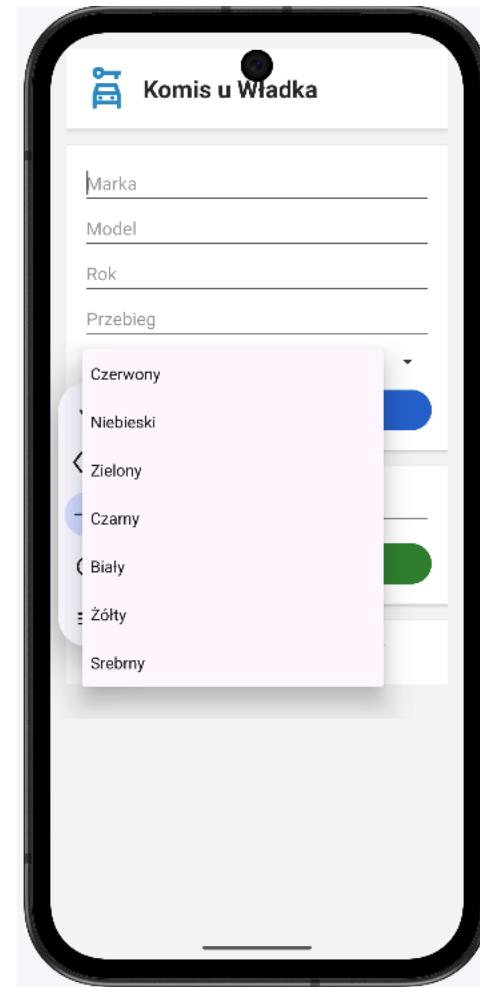 Komis u Władka
Marka
Model
Rok
Przebieg
Czerwony
Niebieski
Zielony
Czarny
Biały
Żółty
Srebrny